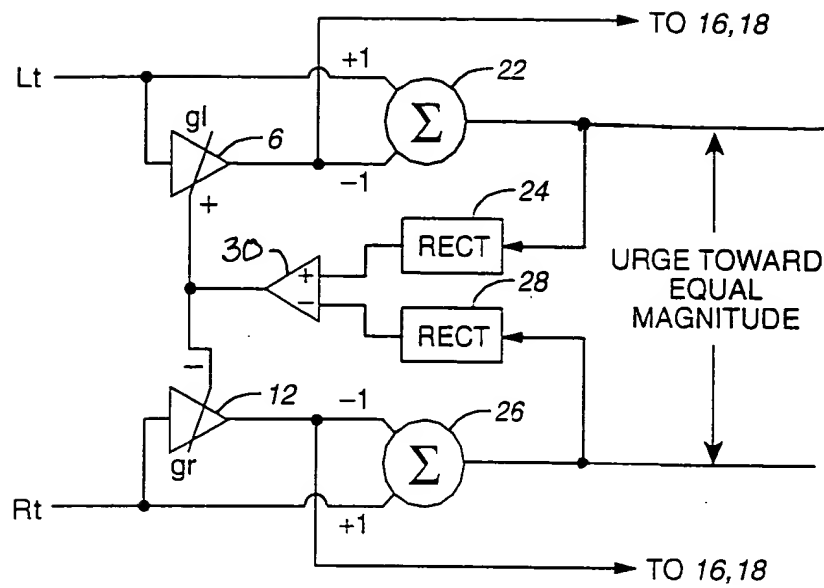 TO 16,18
Lt
+1
22
gl
6
Σ
−1
+
24
RECT
30
+
−
28
RECT
URGE TOWARD
EQUAL
MAGNITUDE
−
12
−1
26
Σ
gr
Rt
+1
TO 16,18